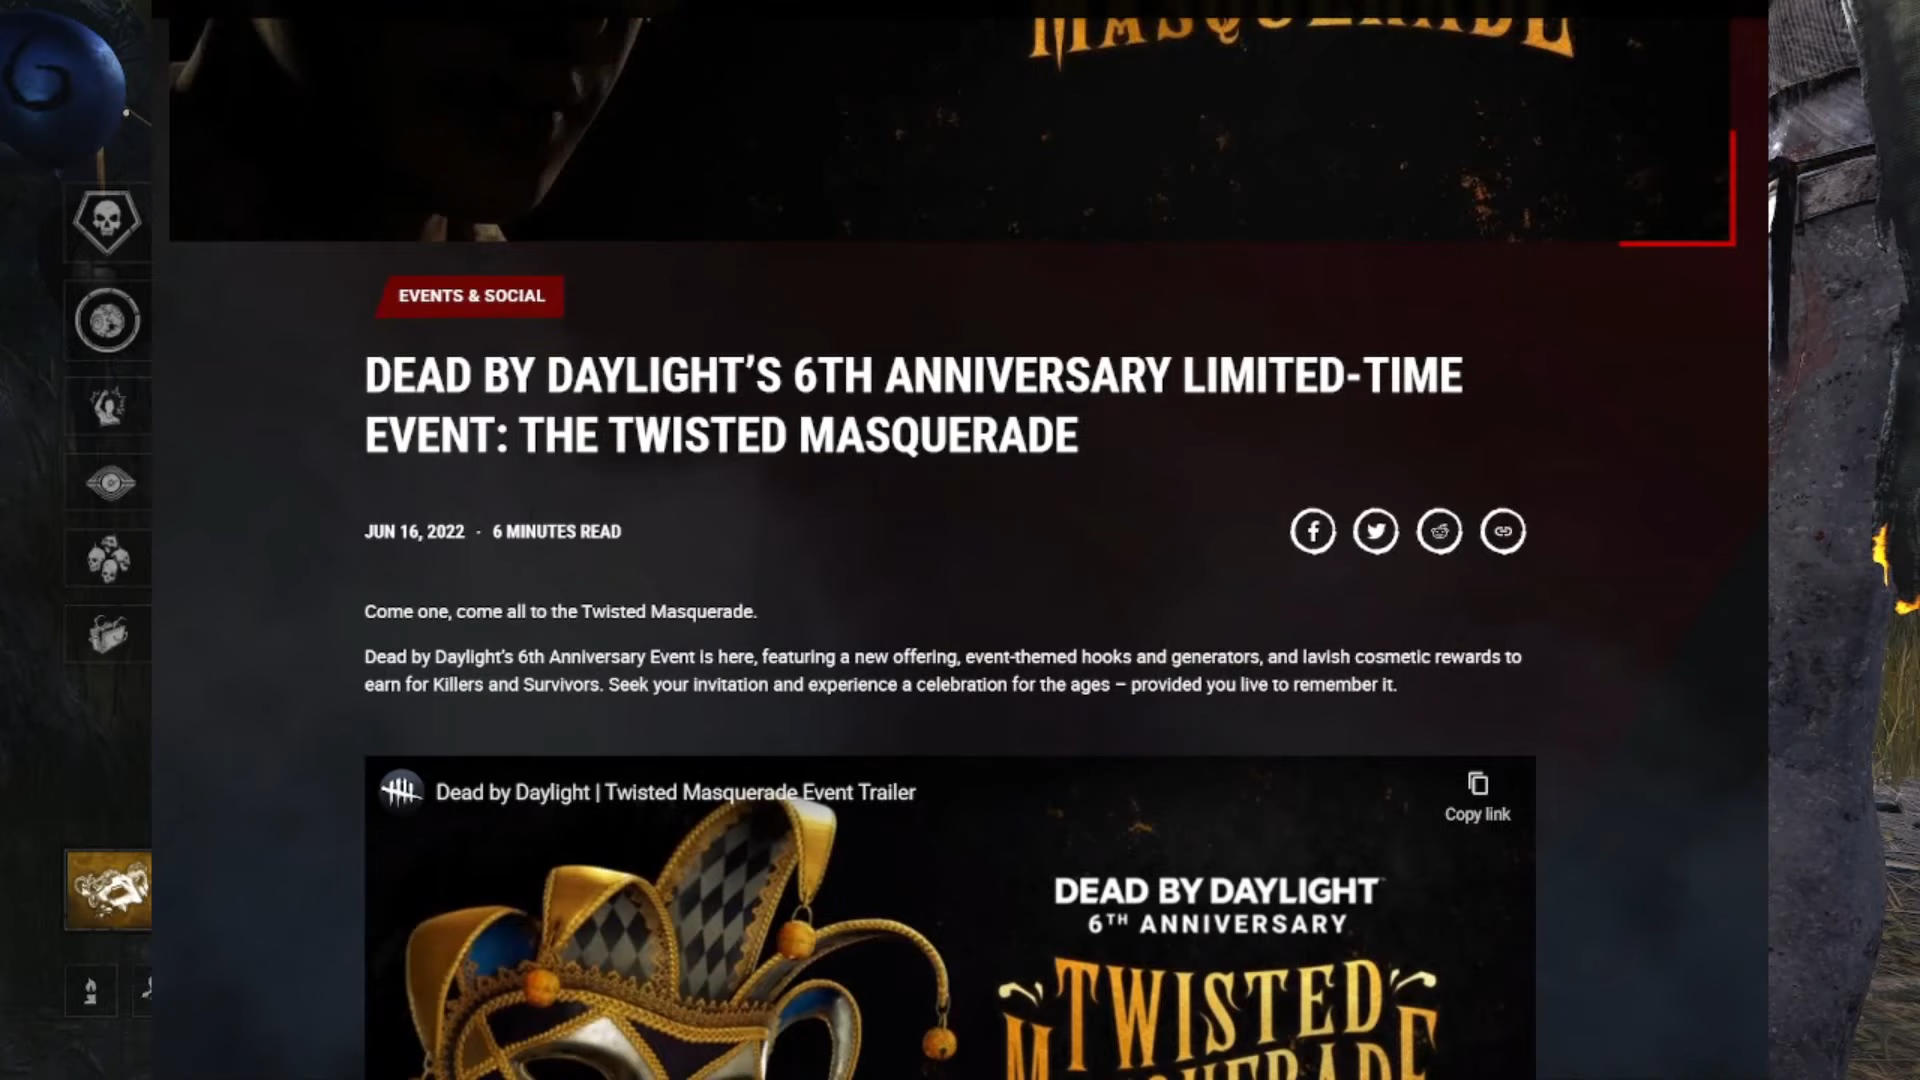 MASQUERADE
EVENTS & SOCIAL
DEAD BY DAYLIGHT’S 6TH ANNIVERSARY LIMITED-TIME
EVENT: THE TWISTED MASQUERADE
JUN 16, 2022 - 6 MINUTES READ
Come one, come all to the Twisted Masquerade.
Dead by Daylight’s 6th Anniversary Event is here, featuring a new offering, event-themed hooks and generators, and lavish cosmetic rewards to
earn for Killers and Survivors. Seek your invitation and experience a celebration for the ages – provided you live to remember it.
Dead by Daylight | Twisted Masquerade Event Trailer
Copy link
DEAD BY DAYLIGHT
6TH ANNIVERSARY
TWISTED
MASQUERADE